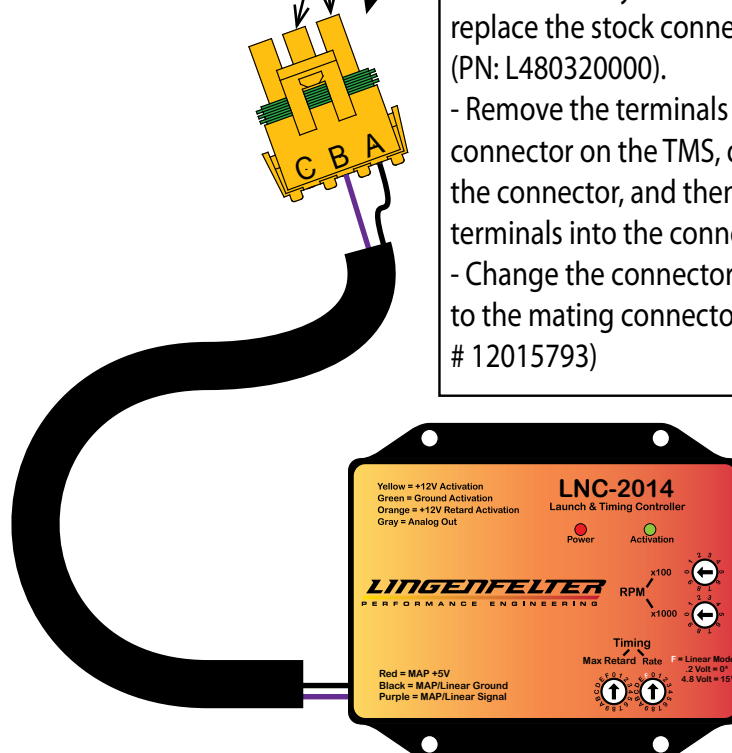 replace the stock conne
(PN: L480320000).
- Remove the terminals
connector on the TMS,
the connector, and then
terminals into the conne
- Change the connector
to the mating connecto
# 12015793)
C B A
Yellow = +12V Activation
Green = Ground Activation
Orange = +12V Retard Activation
Gray = Analog Out
LNC-2014
Launch & Timing Controller
Power
Activation
LINGENFELTER
PERFORMANCE ENGINEERING
RPM
x100
x1000
Timing
Max Retard
Rate
F = Linear Mode
.2 Volt = 0°
4.8 Volt = 15°
Red = MAP +5V
Black = MAP/Linear Ground
Purple = MAP/Linear Signal